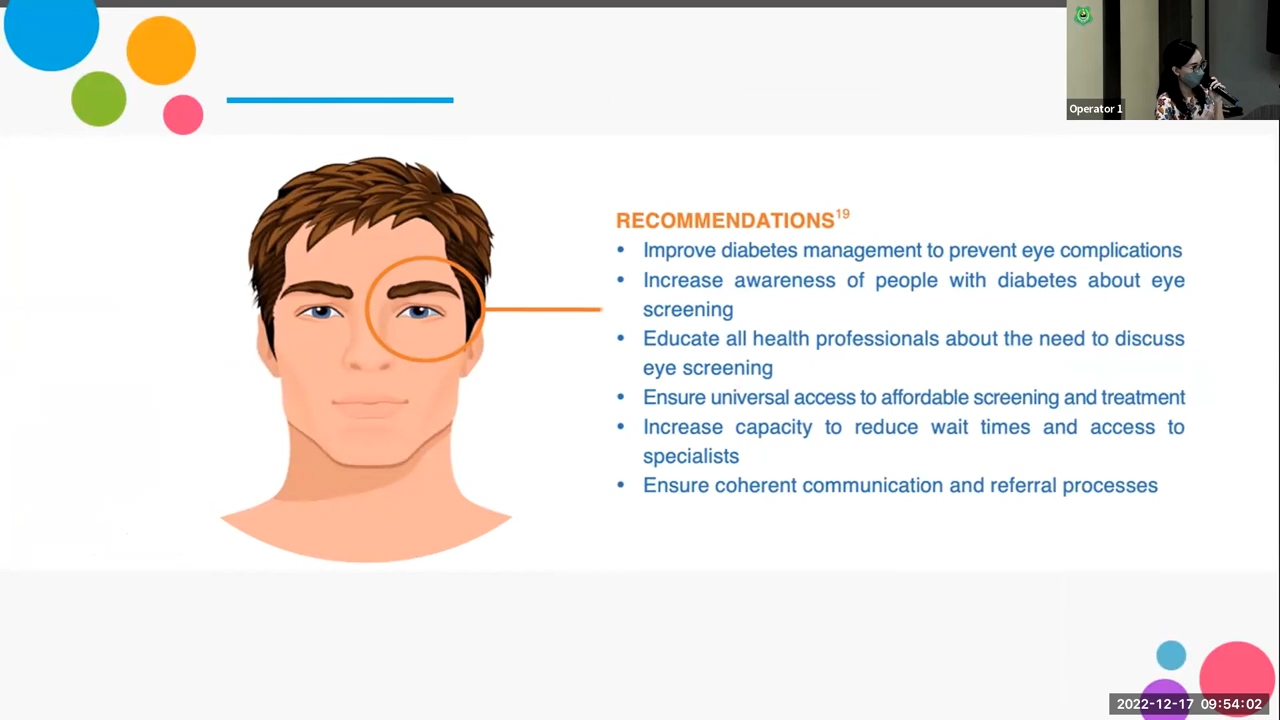 Operator 1
RECOMMENDATIONS19
• Improve diabetes management to prevent eye complications
• Increase awareness of people with diabetes about eye
screening
• Educate all health professionals about the need to discuss
eye screening
• Ensure universal access to affordable screening and treatment
• Increase capacity to reduce wait times and access to
specialists
• Ensure coherent communication and referral processes
2022-12-17 09:54:02